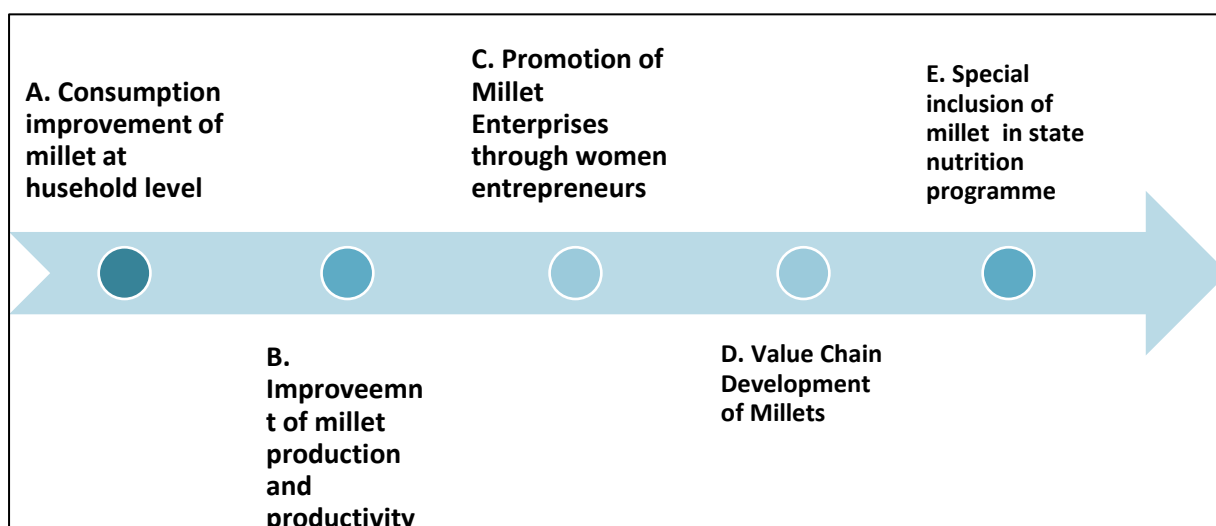 A. Consumption
improvement of
millet at
husehold level
B.
Improveemn
t of millet
production
and
productivity
C. Promotion of
Millet
Enterprises
through women
entrepreneurs
D. Value Chain
Development
of Millets
E. Special
inclusion of
millet in state
nutrition
programme